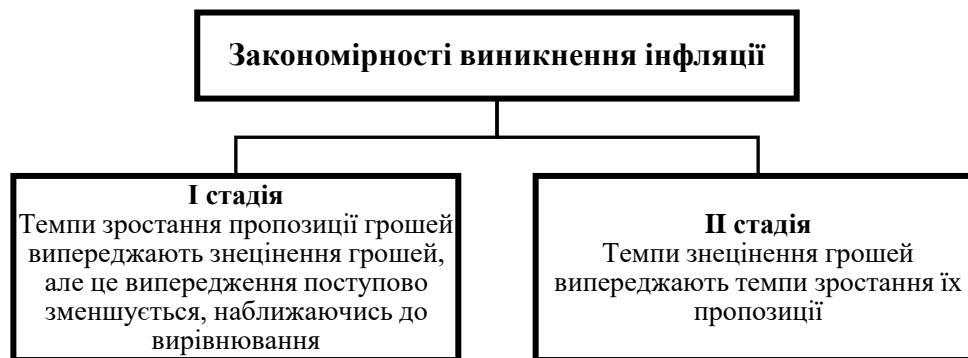 Закономірності виникнення інфляції
І стадія
Темпи зростання пропозиції грошей
випереджають знецінення грошей,
але це випередження поступово
зменшується, наближаючись до
вирівнювання
ІІ стадія
Темпи знецінення грошей
випереджають темпи зростання їх
пропозиції